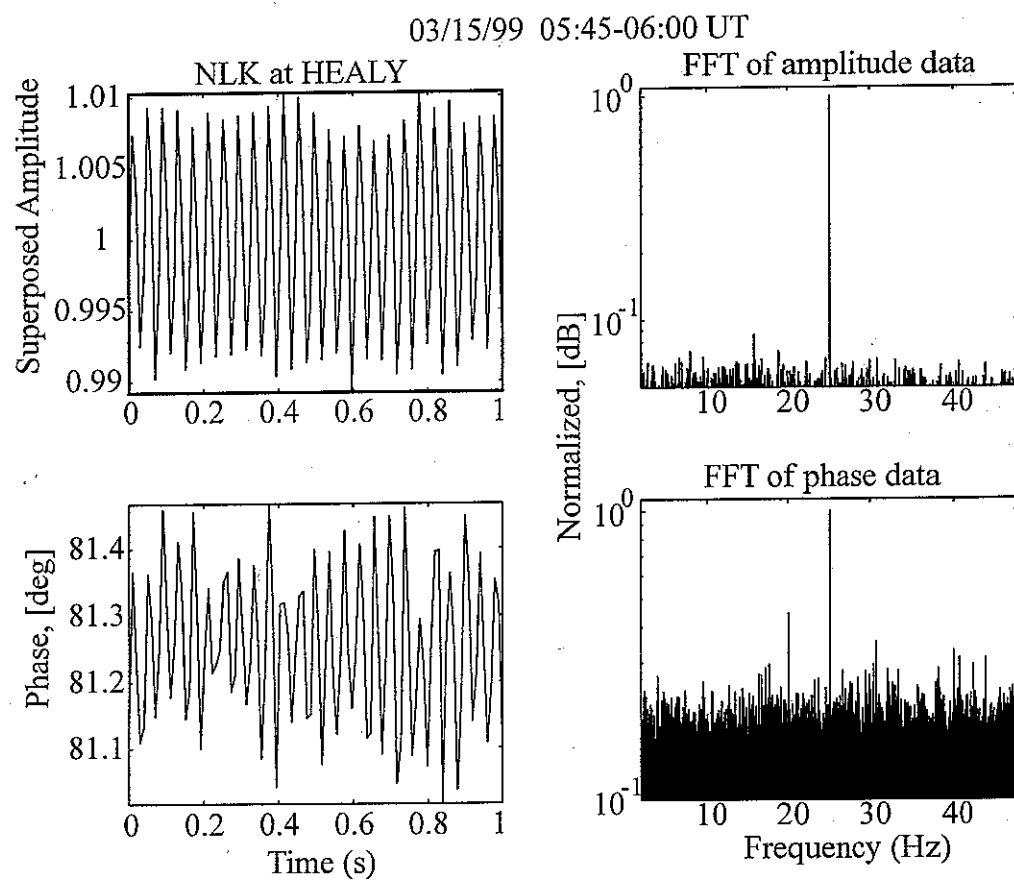 03/15/99 05:45-06:00 UT
NLK at HEALY
Superposed Amplitude
1.01
1.005
1
0.995
0.99
0 0.2 0.4 0.6 0.8 1
FFT of amplitude data
10^0
10^-1
10 20 30 40
Normalized, [dB]
Phase, [deg]
81.4
81.3
81.2
81.1
0 0.2 0.4 0.6 0.8 1
Time (s)
FFT of phase data
10^0
10^-1
10 20 30 40
Frequency (Hz)